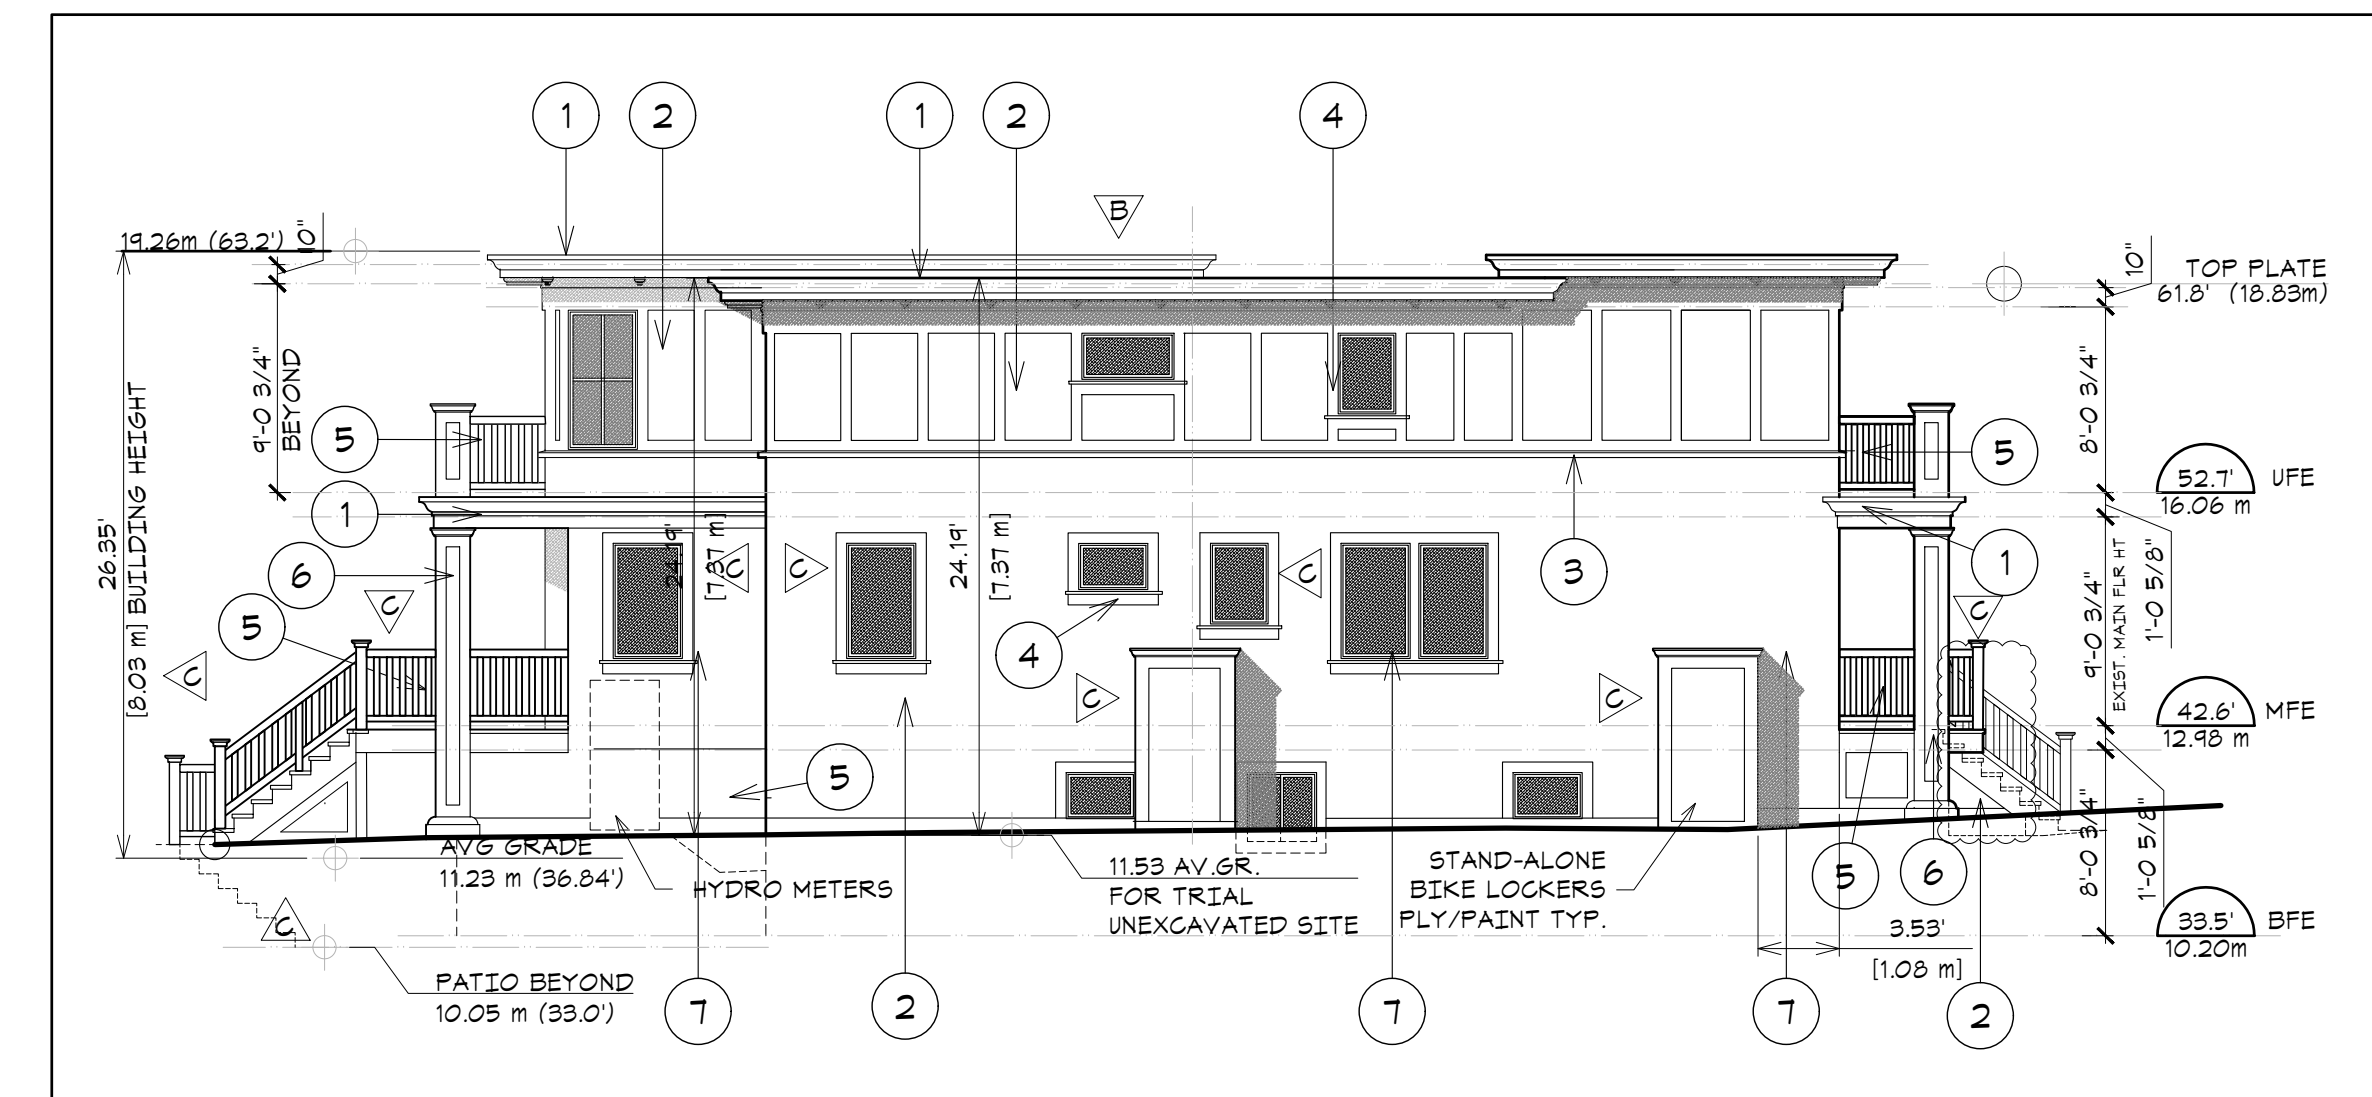 1
2
1
2
4
B
19.26m (63.2')
10"
10"
TOP PLATE
61.8' (18.83m)
9'-0 3/4"
BEYOND
8'-0 3/4"
26.35'
[8.03 m] BUILDING HEIGHT
5
5
52.7'
UFE
16.06 m
1
24.19'
[7.37 m]
24.19'
[7.37 m]
C
C
C
3
1
6
C
5
4
C
C
C
C
9'-0 3/4"
EXIST. MAIN FLR HT
1'-0 5/8"
42.6'
MFE
12.98 m
5
8'-0 3/4"
1'-0 5/8"
AVG GRADE
11.23 m (36.84')
HYDRO METERS
11.53 AV.GR.
FOR TRIAL
UNEXCAVATED SITE
STAND-ALONE
BIKE LOCKERS
PLY/PAINT TYP.
5
6
33.5'
BFE
10.20m
3.53'
[1.08 m]
C
PATIO BEYOND
10.05 m (33.0')
7
2
7
7
2